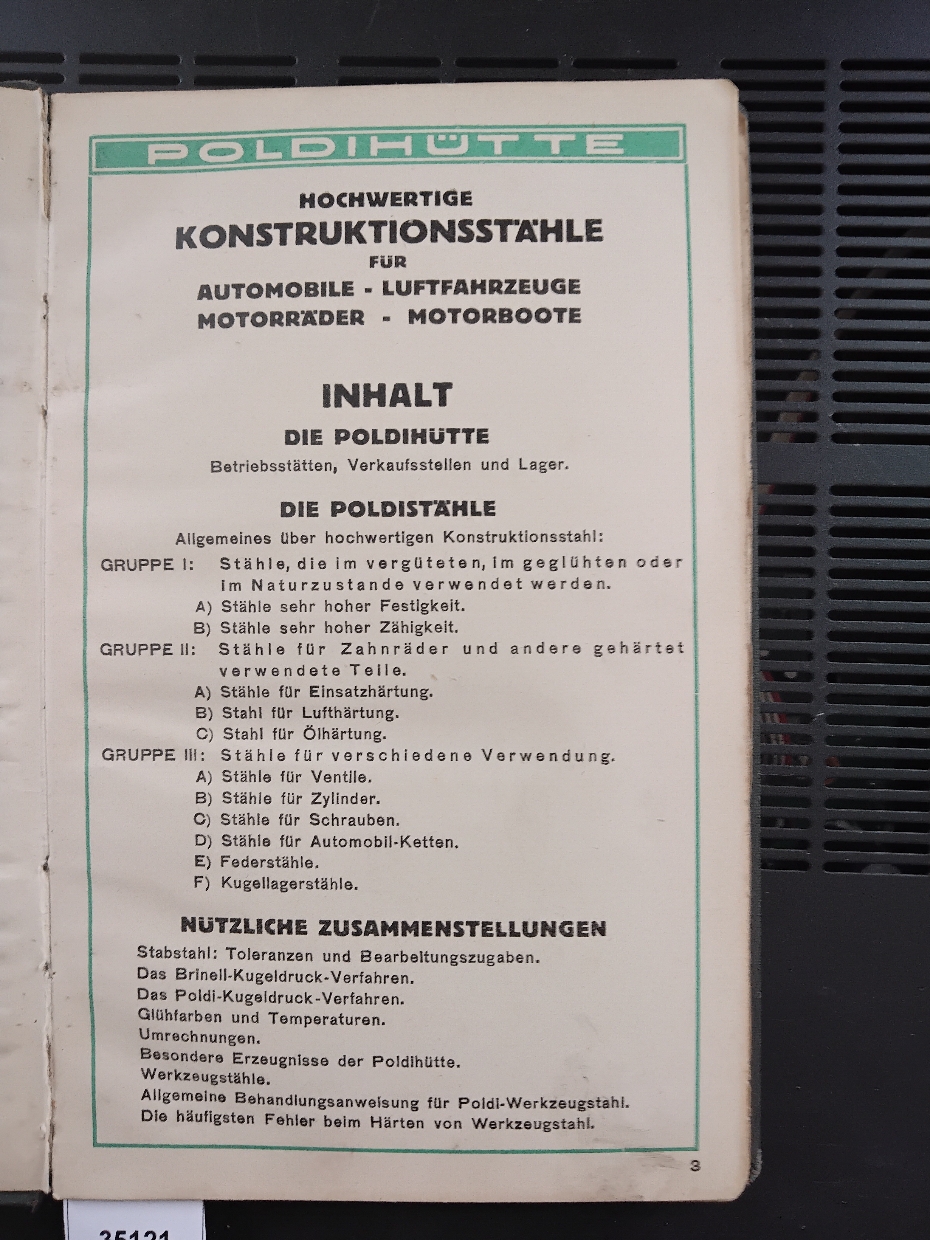 POLDIHÜTTE
HOCHWERTIGE
KONSTRUKTIONSSTÄHLE
FÜR
AUTOMOBILE - LUFTFAHRZEUGE
MOTORRÄDER - MOTORBOOTE
INHALT
DIE POLDIHÜTTE
Betriebsstätten, Verkaufsstellen und Lager.
DIE POLDISTÄHLE
Allgemeines über hochwertigen Konstruktionsstahl:
GRUPPE I: Stähle, die im vergüteten, im geglühten oder
im Naturzustande verwendet werden.
A) Stähle sehr hoher Festigkeit.
B) Stähle sehr hoher Zähigkeit.
GRUPPE II: Stähle für Zahnräder und andere gehärtet
verwendete Teile.
A) Stähle für Einsatzhärtung.
B) Stahl für Lufthärtung.
C) Stahl für Ölhärtung.
GRUPPE III: Stähle für verschiedene Verwendung.
A) Stähle für Ventile.
B) Stähle für Zylinder.
C) Stähle für Schrauben.
D) Stähle für Automobil-Ketten.
E) Federstähle.
F) Kugellagerstähle.
NÜTZLICHE ZUSAMMENSTELLUNGEN
Stabstahl: Toleranzen und Bearbeitungszugaben.
Das Brinell-Kugeldruck-Verfahren.
Das Poldi-Kugeldruck-Verfahren.
Glühfarben und Temperaturen.
Umrechnungen.
Besondere Erzeugnisse der Poldihütte.
Werkzeugstähle.
Allgemeine Behandlungsanweisung für Poldi-Werkzeugstahl.
Die häufigsten Fehler beim Härten von Werkzeugstahl.
3
35121